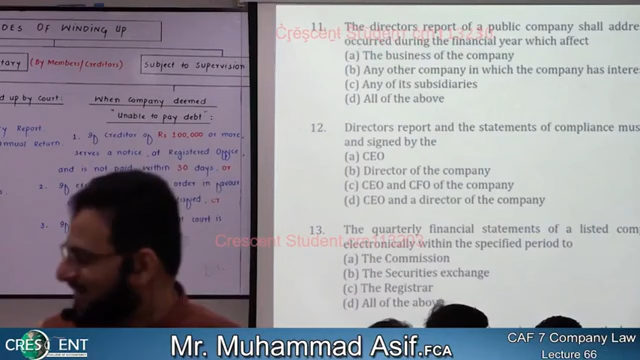 DES OF WINDING UP
tary (By Members/Creditors)
Subject to Supervision
d up by court:
When company deemed
"Unable to pay debt":
ry Report.
nnual Return.
1. If creditor of Rs 100,000 or more,
serves a notice, at Registered Office,
and is not paid within 30 days, or
2. If order in favour
or
3. court is
11. The directors report of a public company shall addre
occurred during the financial year which affect
(a) The business of the company
(b) Any other company in which the company has interes
(c) Any of its subsidiaries
(d) All of the above
12. Directors report and the statements of compliance mus
and signed by the
(a) CEO
(b) Director of the company
(c) CEO and CFO of the company
(d) CEO and a director of the company
13. The quarterly financial statements of a listed comp
electronically within the specified period to
(a) The Commission
(b) The Securities exchange
(c) The Registrar
(d) All of the above
Crescent Student
Crescent Student
CRESCENT
Mr. Muhammad Asif.FCA
CAF 7 Company Law
Lecture 66